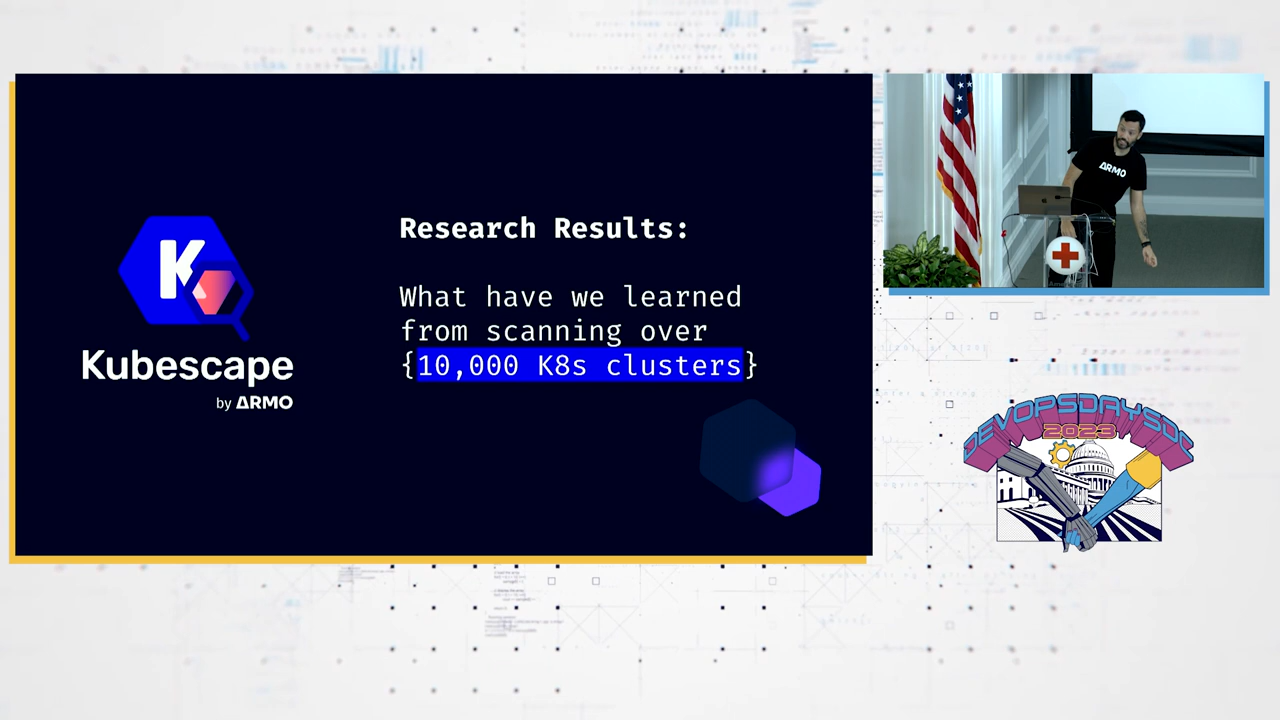 Research Results:
What have we learned
from scanning over
{10,000 K8s clusters}
K
Kubescape
by ARMO
ARMO
DEVOPSDAYSDC
2023